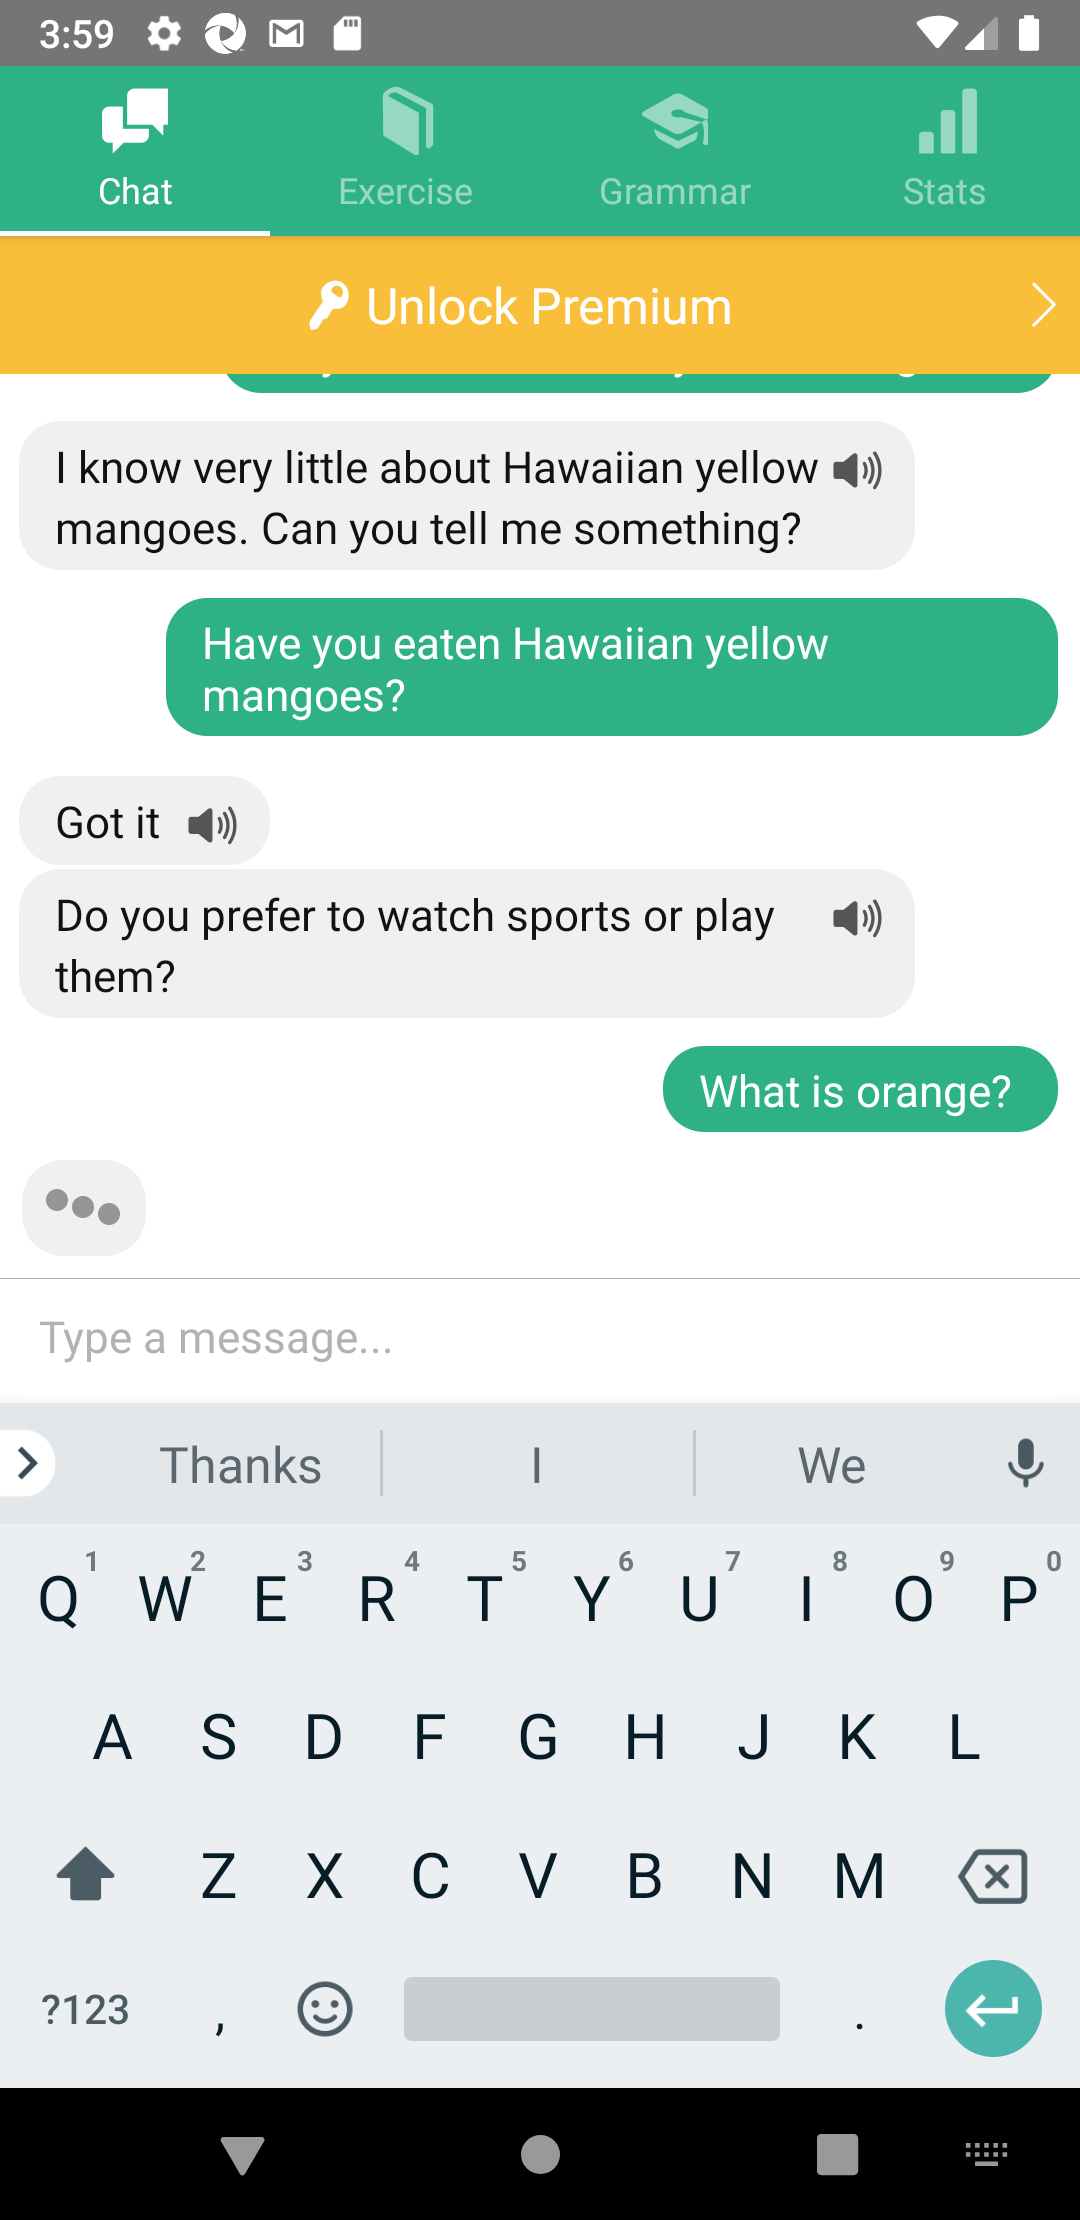 3:59
Chat
Exercise
Grammar
Stats
Unlock Premium
I know very little about Hawaiian yellow
mangoes. Can you tell me something?
Have you eaten Hawaiian yellow
mangoes?
Got it
Do you prefer to watch sports or play
them?
What is orange?
Type a message...
Thanks I We
1 2 3 4 5 6 7 8 9 0
Q W E R T Y U I O P
A S D F G H J K L
Z X C V B N M
?123 , .